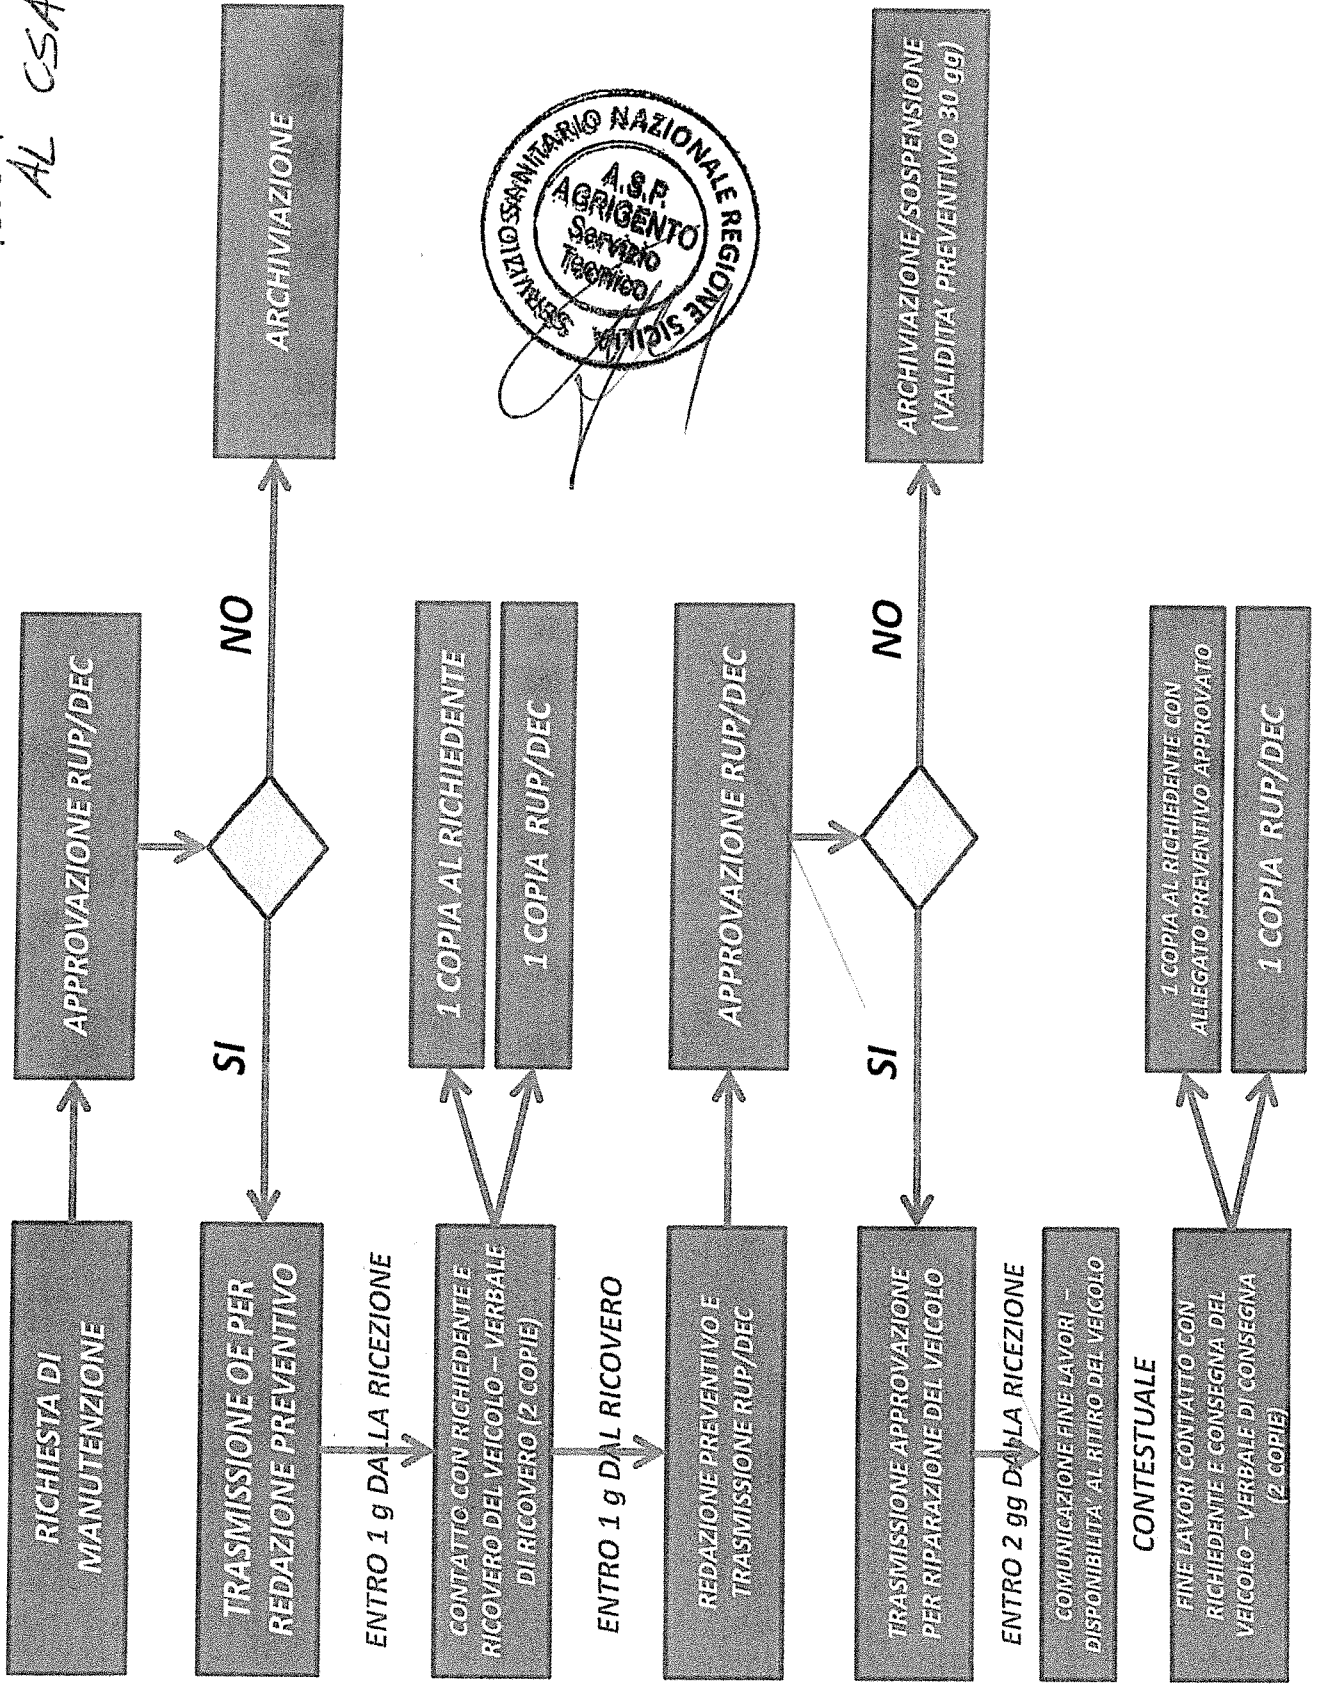 AL CSA
RICHIESTA DI
MANUTENZIONE
APPROVAZIONE RUP/DEC
SI
NO
ARCHIVIAZIONE
TRASMISSIONE OE PER
REDAZIONE PREVENTIVO
ENTRO 1 g DALLA RICEZIONE
CONTATTO CON RICHIEDENTE E
RICOVERO DEL VEICOLO – VERBALE
DI RICOVERO (2 COPIE)
1 COPIA AL RICHIEDENTE
1 COPIA RUP/DEC
SERVIZIO SANITARIO NAZIONALE REGIONE SICILIA
A.S.P.
AGRIGENTO
Servizio
Tecnico
ENTRO 1 g DAL RICOVERO
REDAZIONE PREVENTIVO E
TRASMISSIONE RUP/DEC
APPROVAZIONE RUP/DEC
SI
NO
ARCHIVIAZIONE/SOSPENSIONE
(VALIDITA' PREVENTIVO 30 gg)
TRASMISSIONE APPROVAZIONE
PER RIPARAZIONE DEL VEICOLO
ENTRO 2 gg DALLA RICEZIONE
COMUNICAZIONE FINE LAVORI –
DISPONIBILITA' AL RITIRO DEL VEICOLO
CONTESTUALE
FINE LAVORI CONTATTO CON
RICHIEDENTE E CONSEGNA DEL
VEICOLO – VERBALE DI CONSEGNA
(2 COPIE)
1 COPIA AL RICHIEDENTE CON
ALLEGATO PREVENTIVO APPROVATO
1 COPIA RUP/DEC